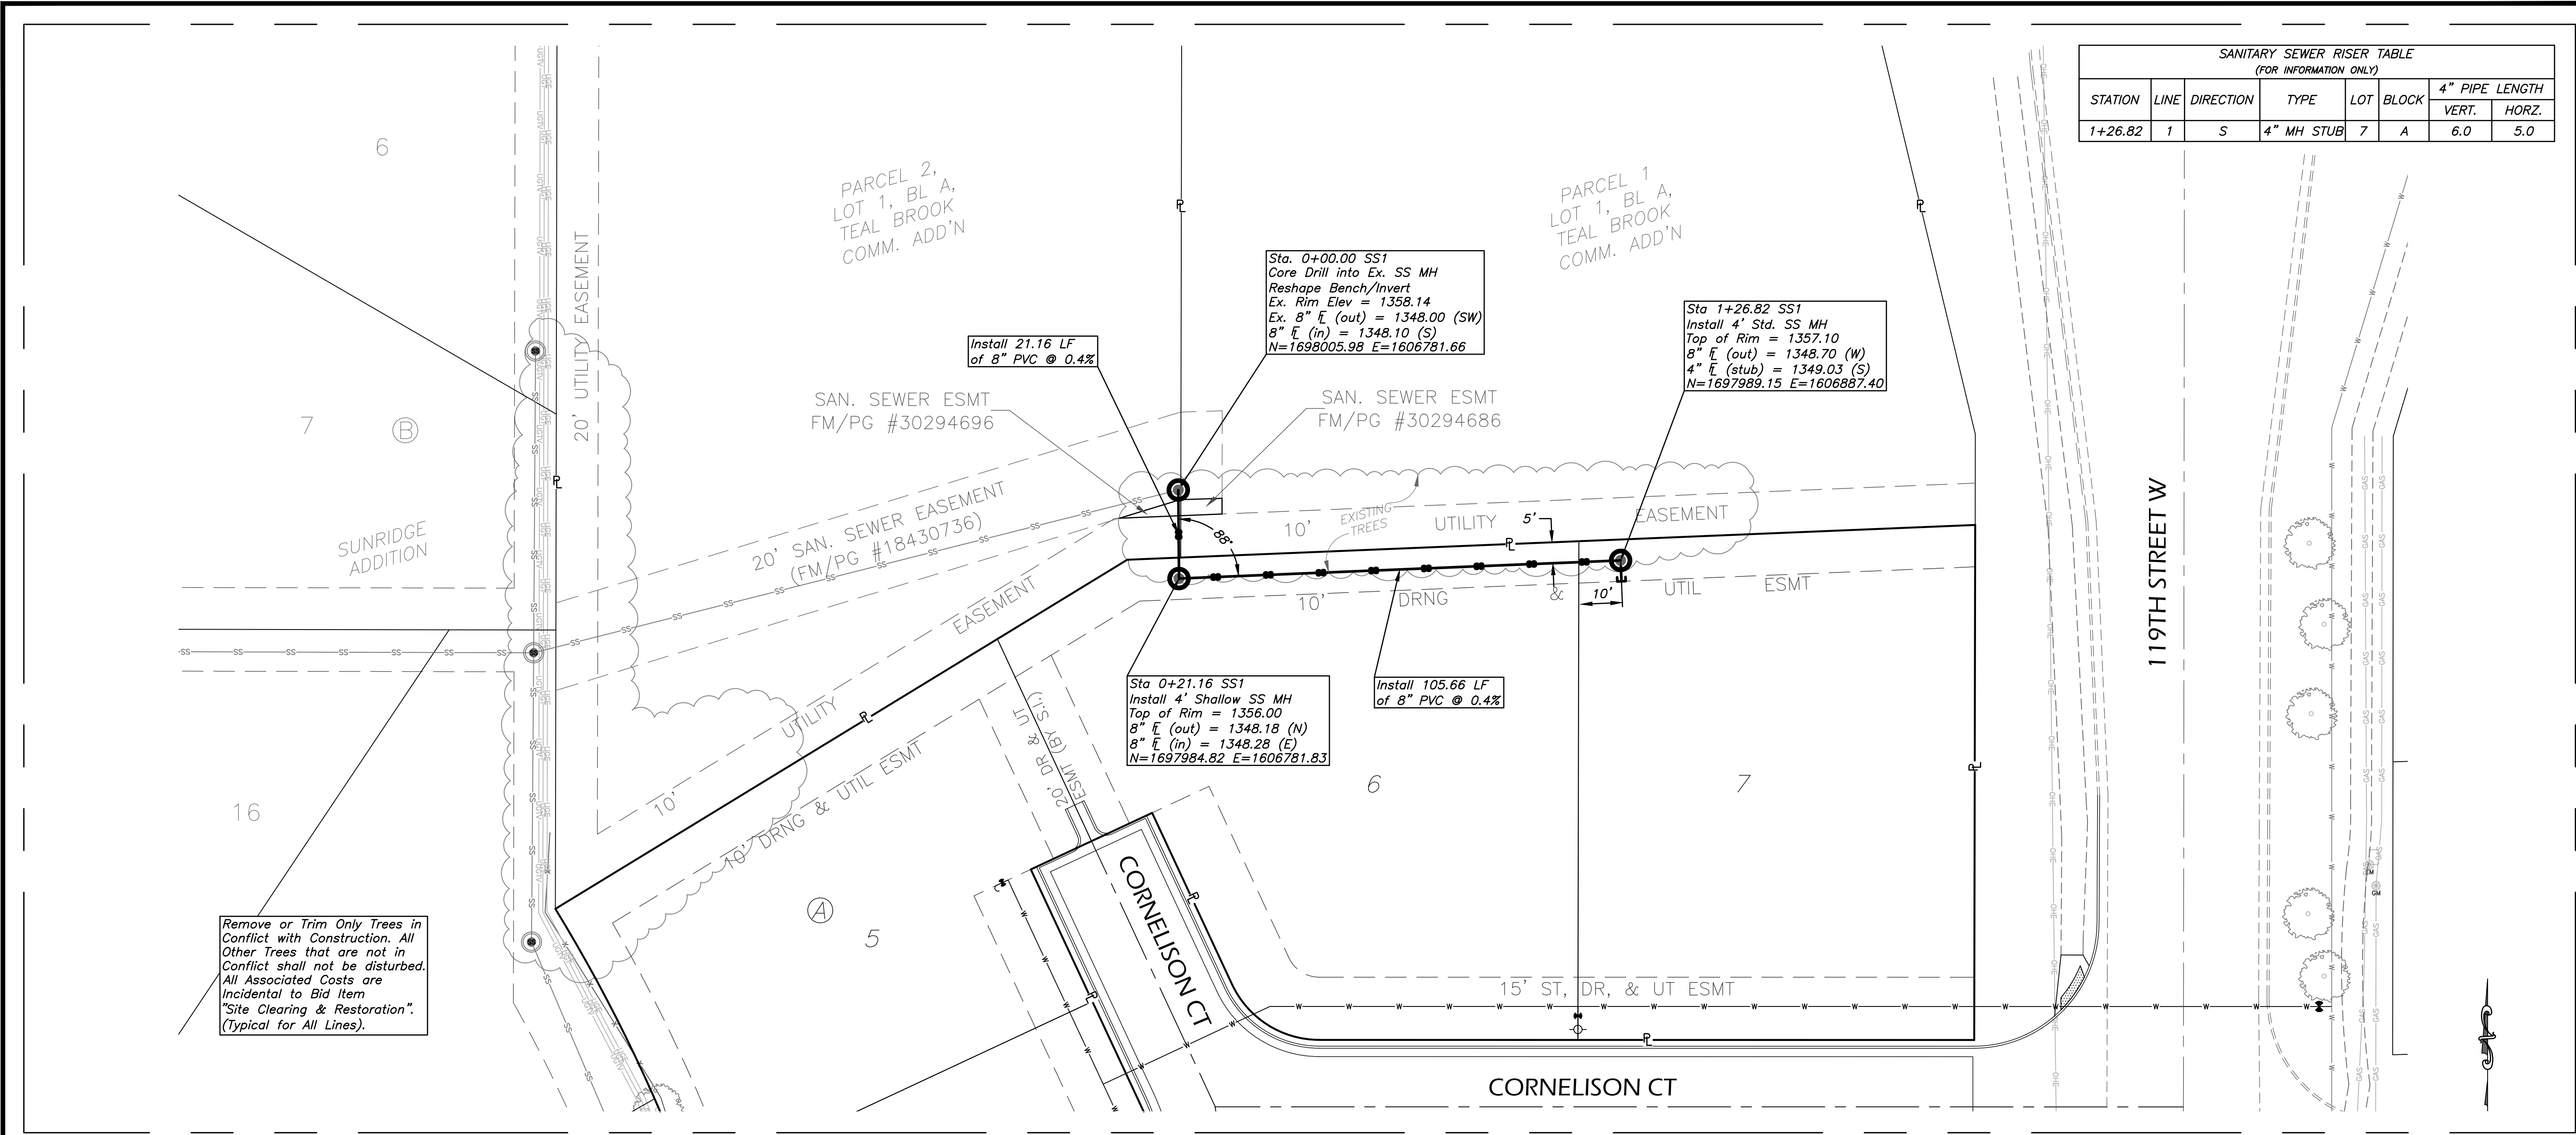 SANITARY SEWER RISER TABLE
(FOR INFORMATION ONLY)
STATION LINE DIRECTION TYPE LOT BLOCK 4" PIPE LENGTH
VERT. HORZ.
1+26.82 1 S 4" MH STUB 7 A 6.0 5.0
6
20' UTILITY EASEMENT
PARCEL 2,
LOT 1, BL A,
TEAL BROOK
COMM. ADD'N
PARCEL 1
LOT 1, BL A,
TEAL BROOK
COMM. ADD'N
Sta. 0+00.00 SS1
Core Drill into Ex. SS MH
Reshape Bench/Invert
Ex. Rim Elev = 1358.14
Ex. 8" FL (out) = 1348.00 (SW)
8" FL (in) = 1348.10 (S)
N=1698005.98 E=1606781.66
Sta 1+26.82 SS1
Install 4' Std. SS MH
Top of Rim = 1357.10
8" FL (out) = 1348.70 (W)
4" FL (stub) = 1349.03 (S)
N=1697989.15 E=1606887.40
Install 21.16 LF
of 8" PVC @ 0.4%
SAN. SEWER ESMT
FM/PG #30294696
SAN. SEWER ESMT
FM/PG #30294686
7
B
SUNRIDGE
ADDITION
20' SAN. SEWER EASEMENT
(FM/PG #18430736)
88°
10' UTILITY EASEMENT
EXISTING
TREES
5'
10' DRNG & UTIL ESMT
10'
119TH STREET W
10' UTILITY EASEMENT
10' DRNG & UTIL ESMT
20' DR & UT
ESMT (BY S.I.)
Sta 0+21.16 SS1
Install 4' Shallow SS MH
Top of Rim = 1356.00
8" FL (out) = 1348.18 (N)
8" FL (in) = 1348.28 (E)
N=1697984.82 E=1606781.83
Install 105.66 LF
of 8" PVC @ 0.4%
16
A
5
6
7
Remove or Trim Only Trees in
Conflict with Construction. All
Other Trees that are not in
Conflict shall not be disturbed.
All Associated Costs are
Incidental to Bid Item
"Site Clearing & Restoration".
(Typical for All Lines).
CORNELISON CT
15' ST, DR, & UT ESMT
CORNELISON CT